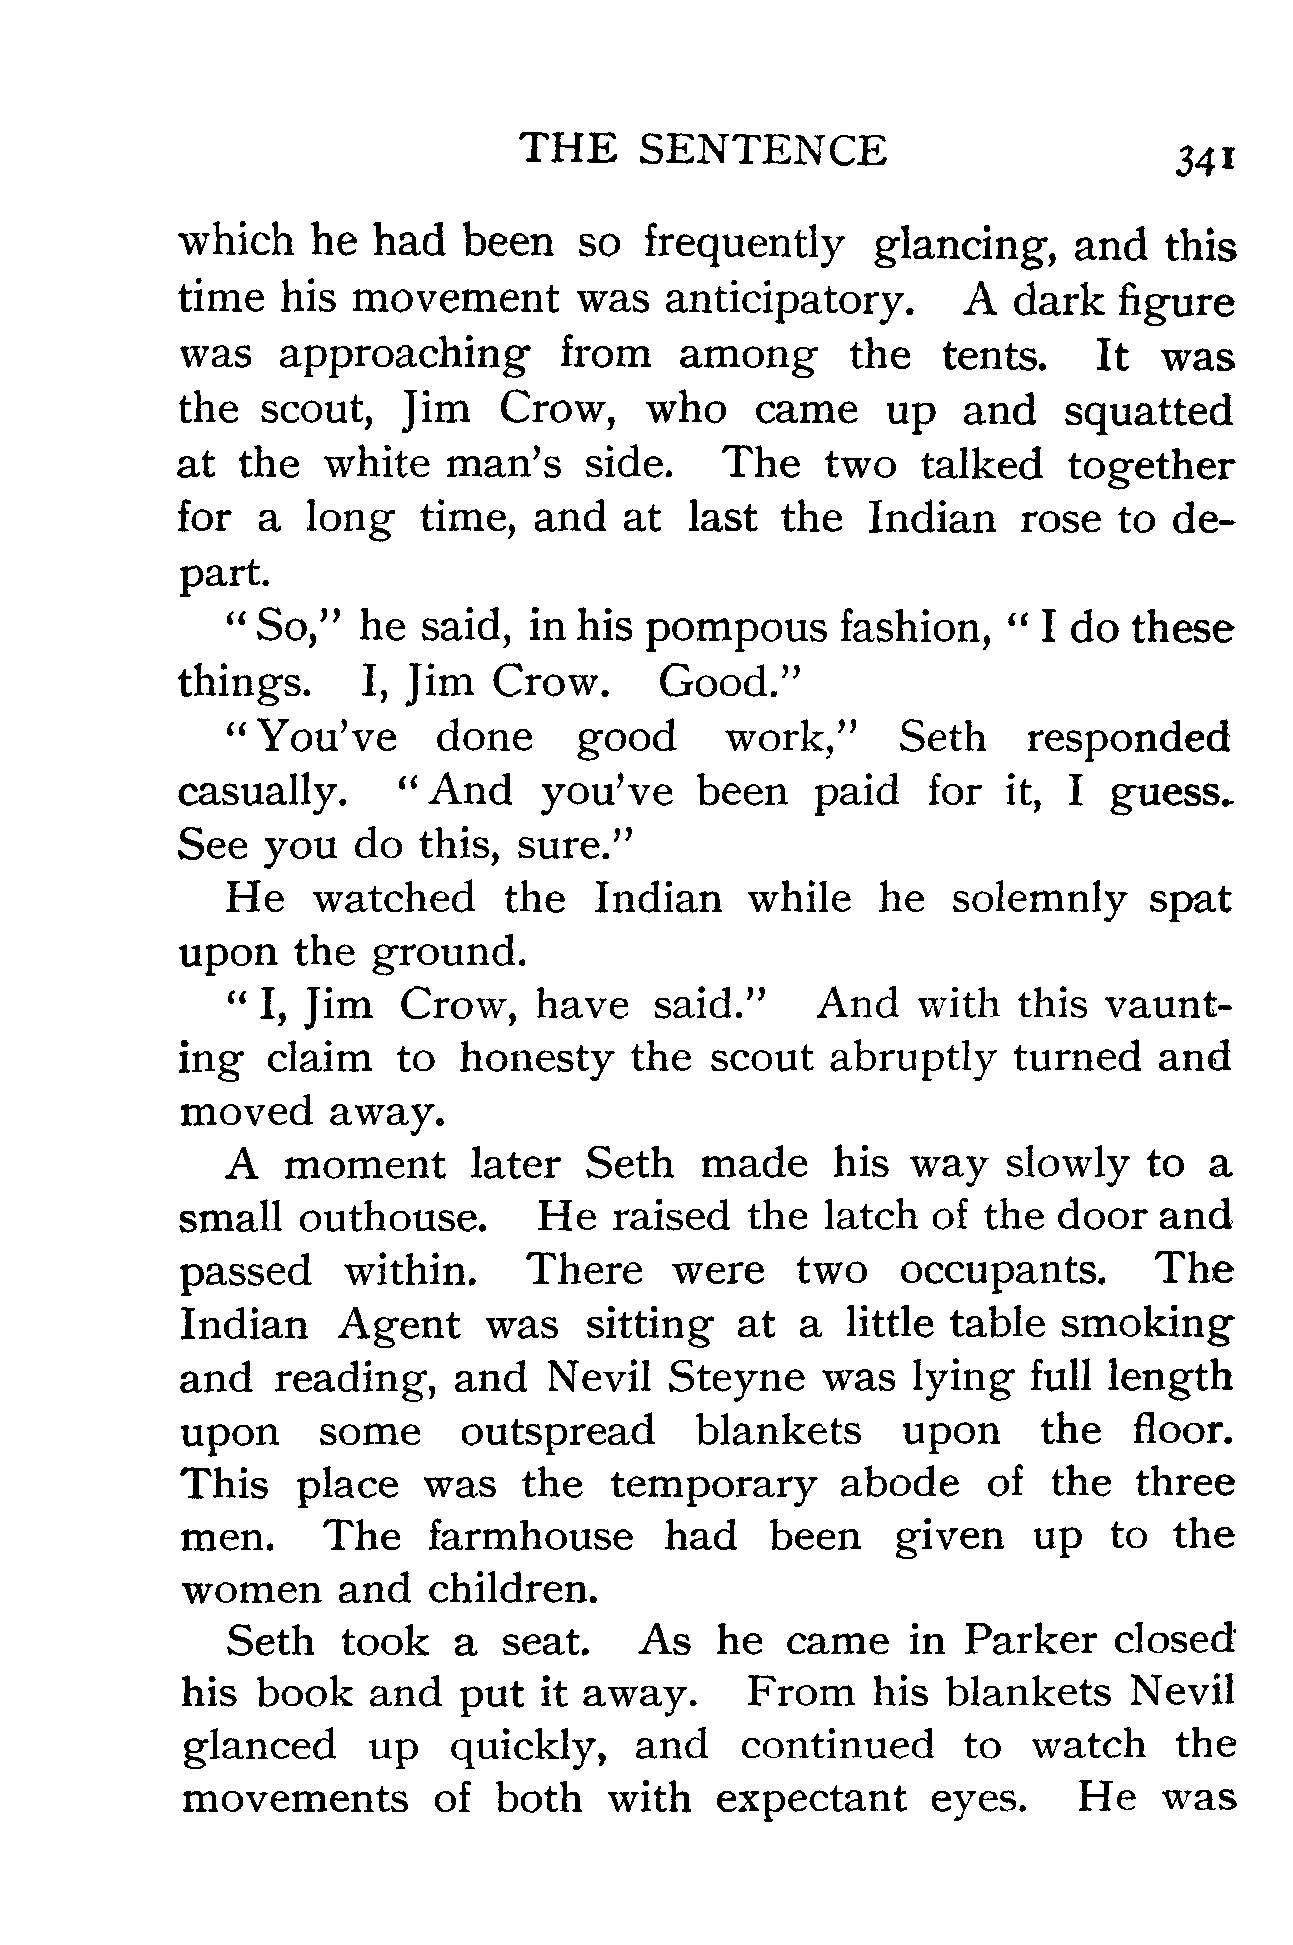 THE SENTENCE 341
which he had been so frequently glancing, and this
time his movement was anticipatory. A dark figure
was approaching from among the tents. It was
the scout, Jim Crow, who came up and squatted
at the white man's side. The two talked together
for a long time, and at last the Indian rose to de-
part.
"So," he said, in his pompous fashion, "I do these
things. I, Jim Crow. Good."
"You've done good work," Seth responded
casually. "And you've been paid for it, I guess.
See you do this, sure."
He watched the Indian while he solemnly spat
upon the ground.
"I, Jim Crow, have said." And with this vaunt-
ing claim to honesty the scout abruptly turned and
moved away.
A moment later Seth made his way slowly to a
small outhouse. He raised the latch of the door and
passed within. There were two occupants. The
Indian Agent was sitting at a little table smoking
and reading, and Nevil Steyne was lying full length
upon some outspread blankets upon the floor.
This place was the temporary abode of the three
men. The farmhouse had been given up to the
women and children.
Seth took a seat. As he came in Parker closed
his book and put it away. From his blankets Nevil
glanced up quickly, and continued to watch the
movements of both with expectant eyes. He was